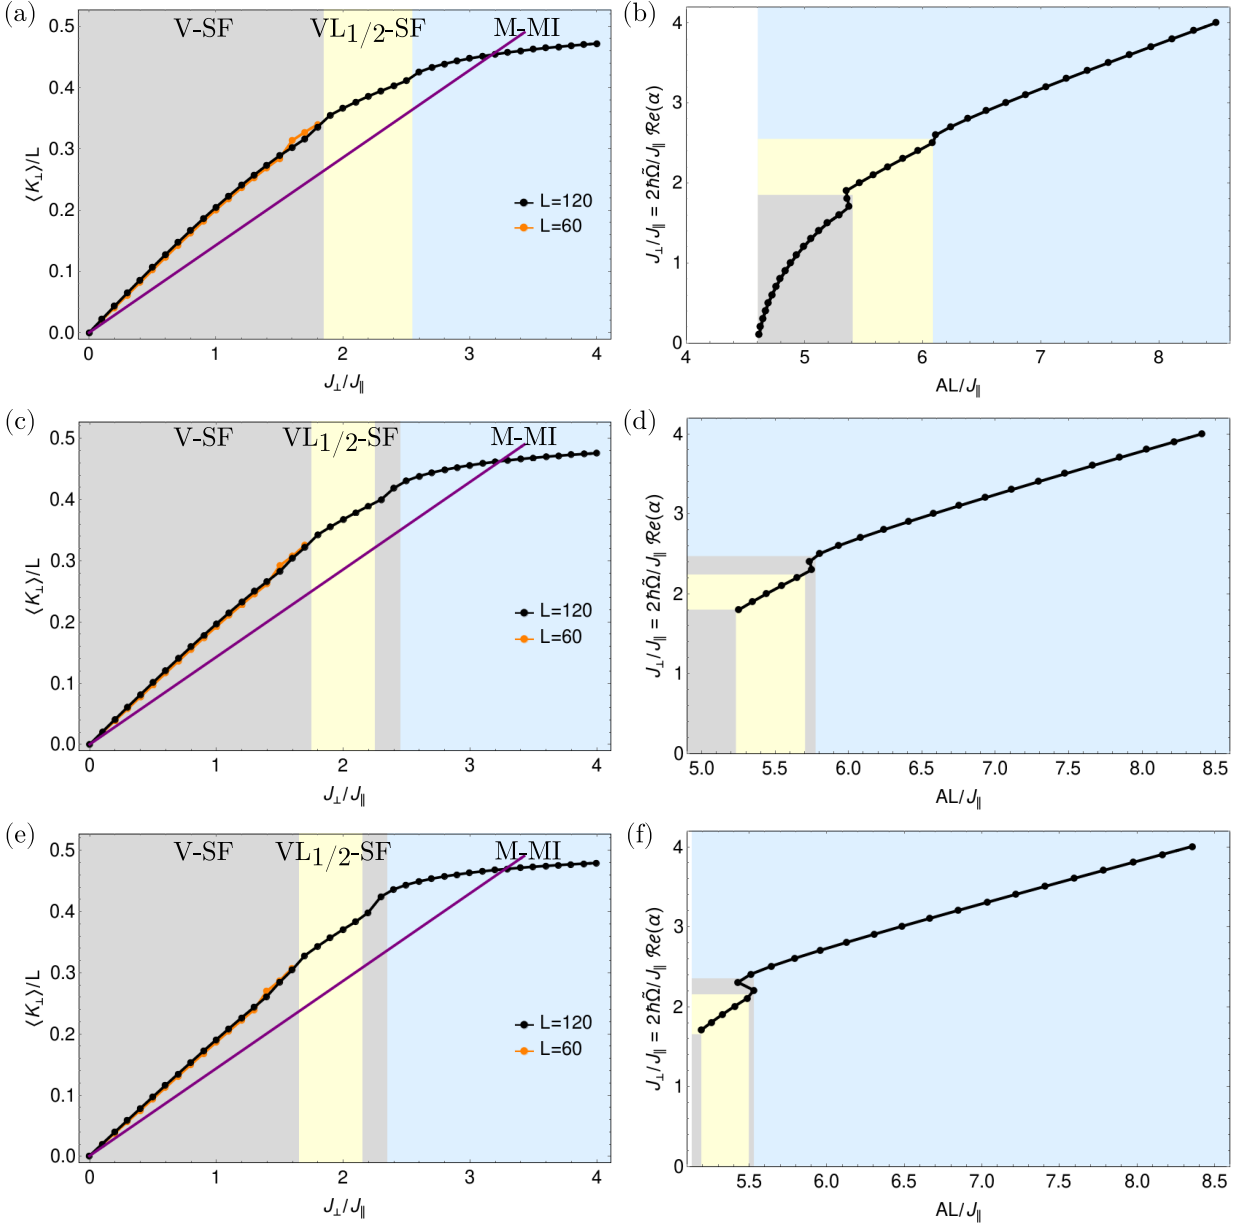 (a)
V-SF
VL1/2-SF
M-MI
0.5
0.4
0.3
0.2
0.1
0.0
⟨K⊥⟩/L
L=120
L=60
0 1 2 3 4
J⊥/J∥
(b)
4
3
2
1
0
J⊥/J∥ = 2ℏΩ̃/J∥ Re(α)
4 5 6 7 8
AL/J∥
(c)
V-SF
VL1/2-SF
M-MI
0.5
0.4
0.3
0.2
0.1
0.0
⟨K⊥⟩/L
L=120
L=60
0 1 2 3 4
J⊥/J∥
(d)
4
3
2
1
0
J⊥/J∥ = 2ℏΩ̃/J∥ Re(α)
5.0 5.5 6.0 6.5 7.0 7.5 8.0 8.5
AL/J∥
(e)
V-SF
VL1/2-SF
M-MI
0.5
0.4
0.3
0.2
0.1
0.0
⟨K⊥⟩/L
L=120
L=60
0 1 2 3 4
J⊥/J∥
(f)
4
3
2
1
0
J⊥/J∥ = 2ℏΩ̃/J∥ Re(α)
5.5 6.0 6.5 7.0 7.5 8.0 8.5
AL/J∥